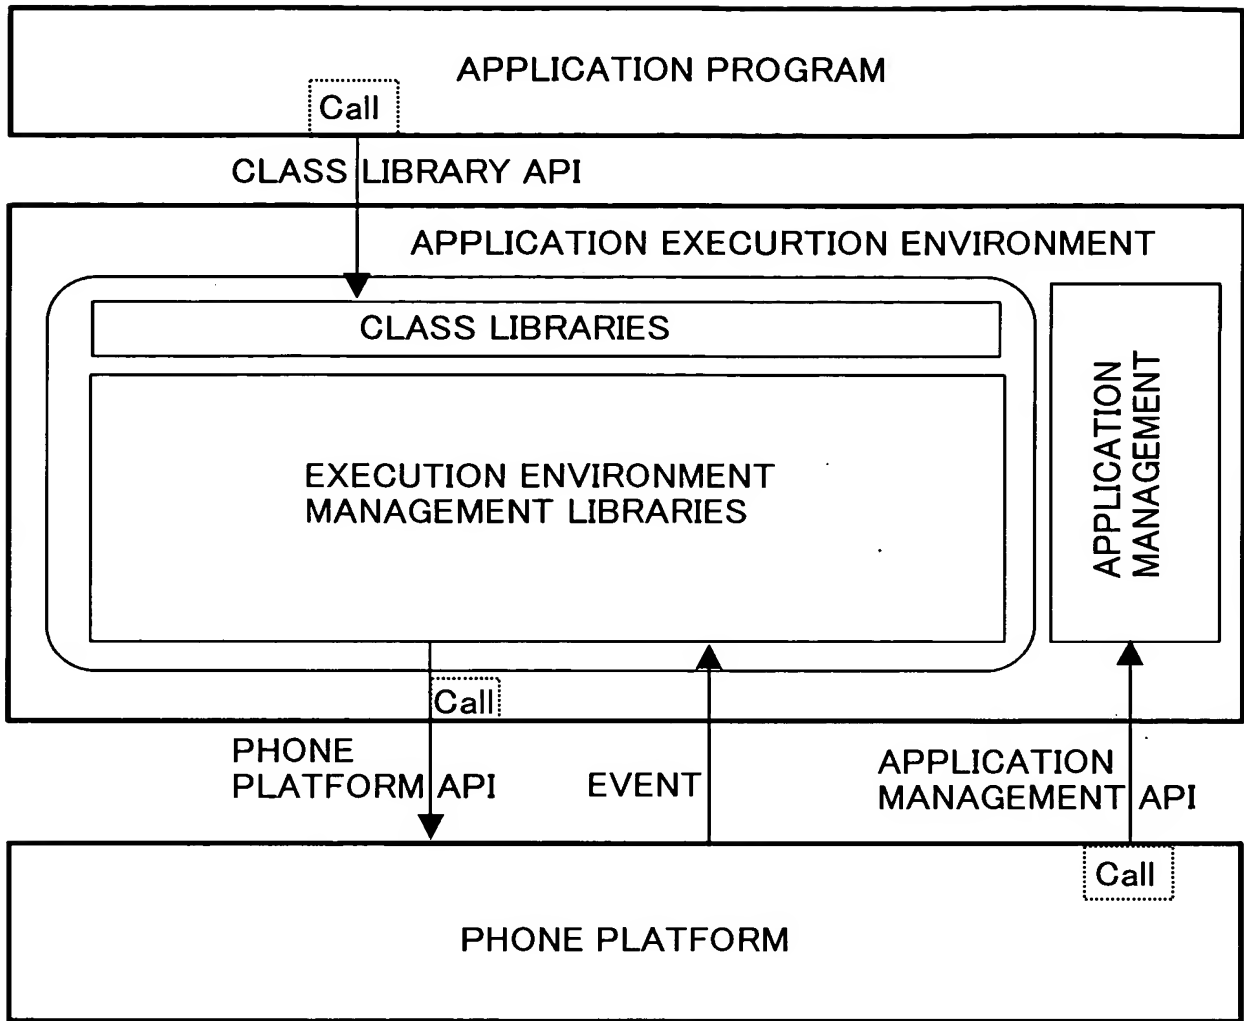 APPLICATION PROGRAM
Call
CLASS LIBRARY API
APPLICATION EXECURTION ENVIRONMENT
CLASS LIBRARIES
EXECUTION ENVIRONMENT
MANAGEMENT LIBRARIES
APPLICATION
MANAGEMENT
Call
PHONE
PLATFORM API
EVENT
APPLICATION
MANAGEMENT API
Call
PHONE PLATFORM